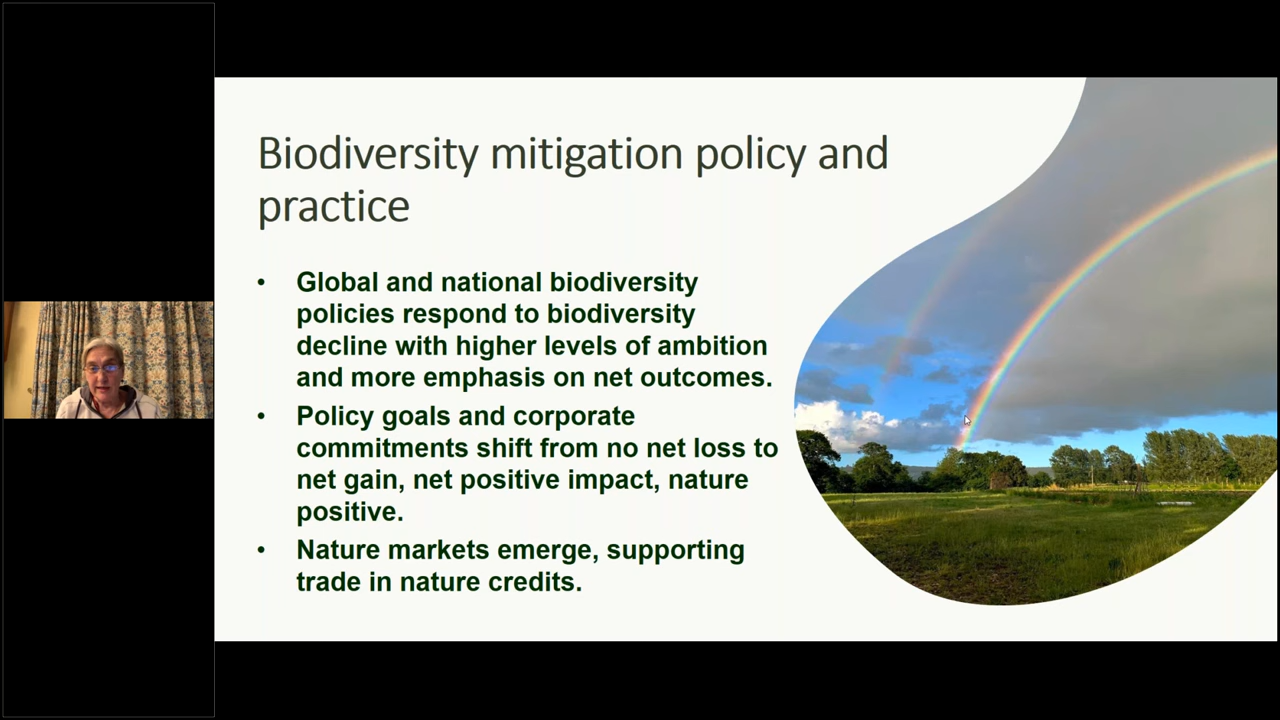 Biodiversity mitigation policy and
practice
• Global and national biodiversity
policies respond to biodiversity
decline with higher levels of ambition
and more emphasis on net outcomes.
• Policy goals and corporate
commitments shift from no net loss to
net gain, net positive impact, nature
positive.
• Nature markets emerge, supporting
trade in nature credits.